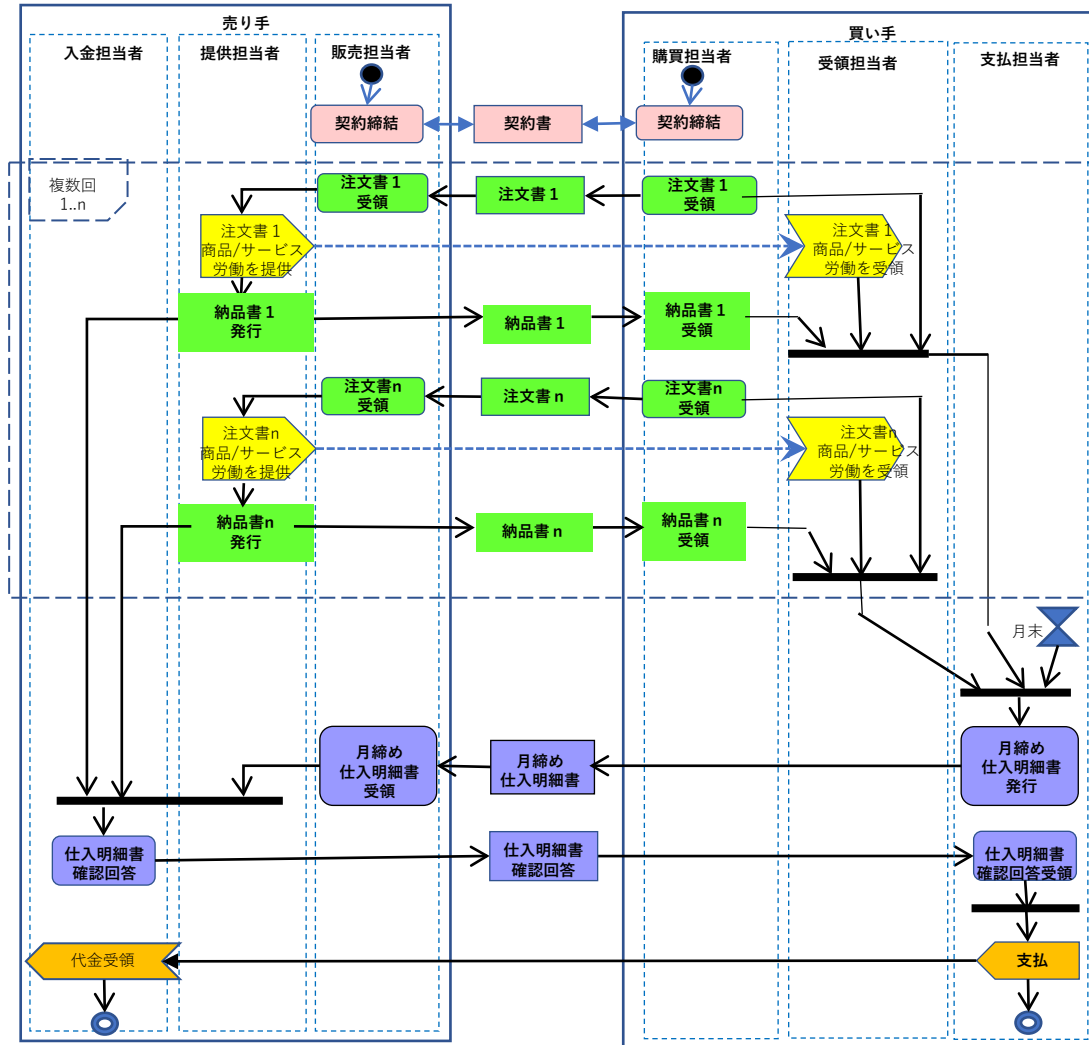 売り手
買い手
入金担当者
提供担当者
販売担当者
購買担当者
受領担当者
支払担当者
契約締結
契約書
契約締結
複数回
1..n
注文書1
受領
注文書1
注文書1
受領
注文書1
商品/サービス
労働を提供
注文書1
商品/サービス
労働を受領
納品書1
発行
納品書1
納品書1
受領
注文書n
受領
注文書n
注文書n
受領
注文書n
商品/サービス
労働を提供
注文書n
商品/サービス
労働を受領
納品書n
発行
納品書n
納品書n
受領
月末
月締め
仕入明細書
受領
月締め
仕入明細書
月締め
仕入明細書
発行
仕入明細書
確認回答
仕入明細書
確認回答
仕入明細書
確認回答受領
代金受領
支払